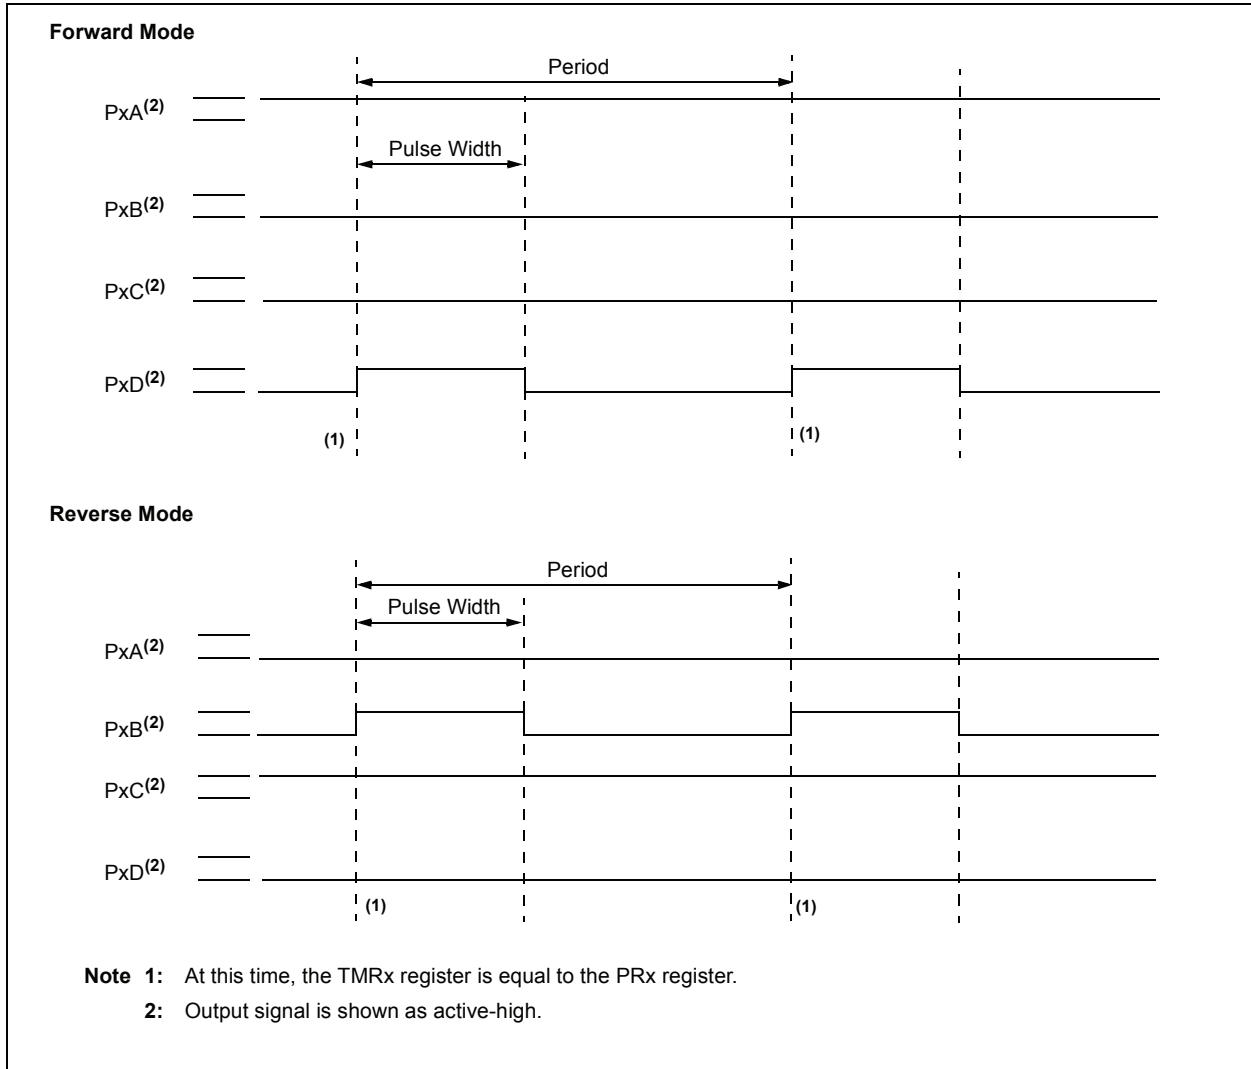 Forward Mode
Period
PxA(2)
Pulse Width
PxB(2)
PxC(2)
PxD(2)
(1)
(1)
Reverse Mode
Period
Pulse Width
PxA(2)
PxB(2)
PxC(2)
PxD(2)
(1)
(1)
Note 1: At this time, the TMRx register is equal to the PRx register.
2: Output signal is shown as active-high.